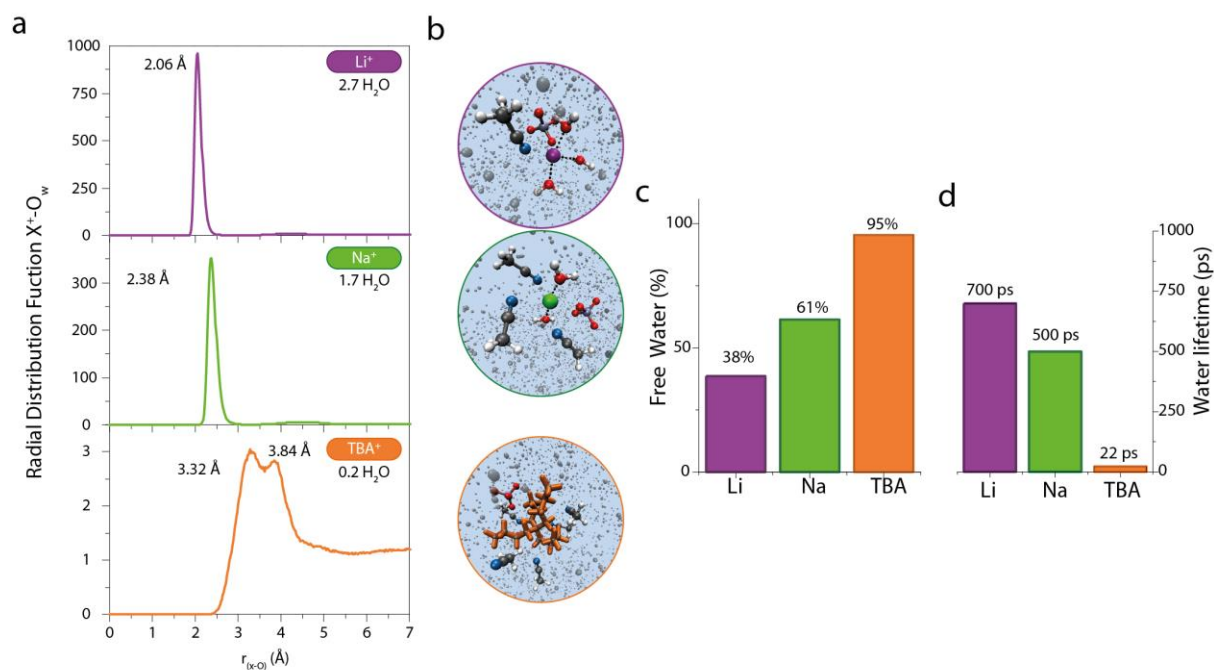 a
Radial Distribution Fuction X⁺-O_w
1000
750
500
250
0
2.06 Å
Li⁺
2.7 H₂O
300
200
100
0
2.38 Å
Na⁺
1.7 H₂O
3
2
1
0
3.32 Å
3.84 Å
TBA⁺
0.2 H₂O
0 1 2 3 4 5 6 7
r(x-O) (Å)
b
c
Free Water (%)
100%
50%
0%
38%
61%
95%
Li Na TBA
d
700 ps
500 ps
22 ps
Li Na TBA
1000
750
500
250
0
Water lifetime (ps)